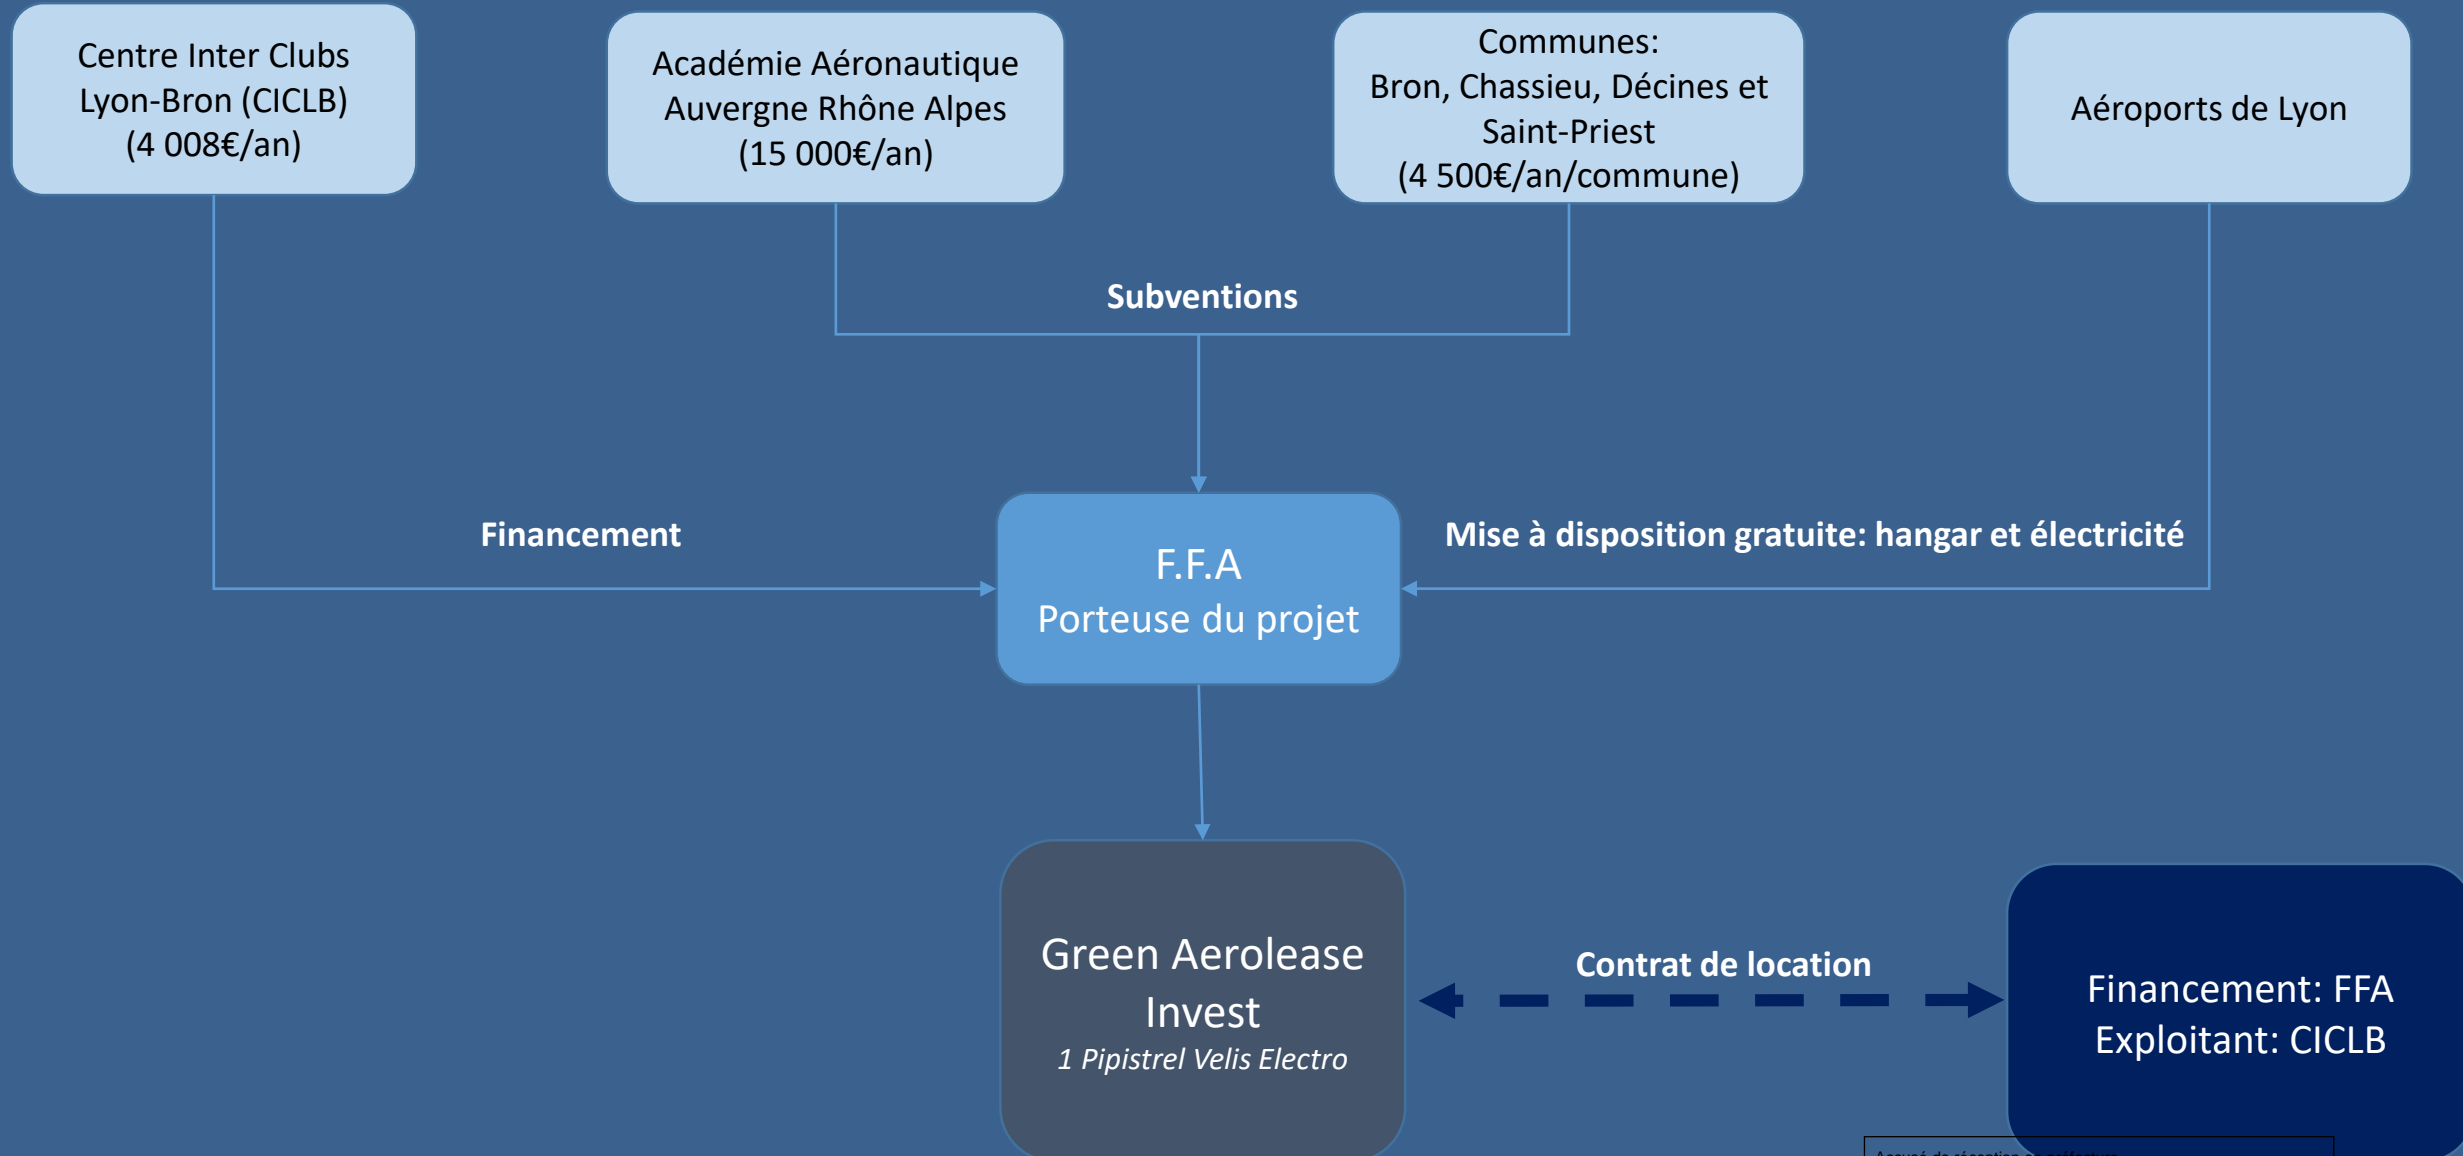 Centre Inter Clubs
Lyon-Bron (CICLB)
(4 008€/an)
Académie Aéronautique
Auvergne Rhône Alpes
(15 000€/an)
Communes:
Bron, Chassieu, Décines et
Saint-Priest
(4 500€/an/commune)
Aéroports de Lyon
Subventions
Financement
Mise à disposition gratuite: hangar et électricité
F.F.A
Porteuse du projet
Green Aerolease
Invest
1 Pipistrel Velis Electro
Contrat de location
Financement: FFA
Exploitant: CICLB